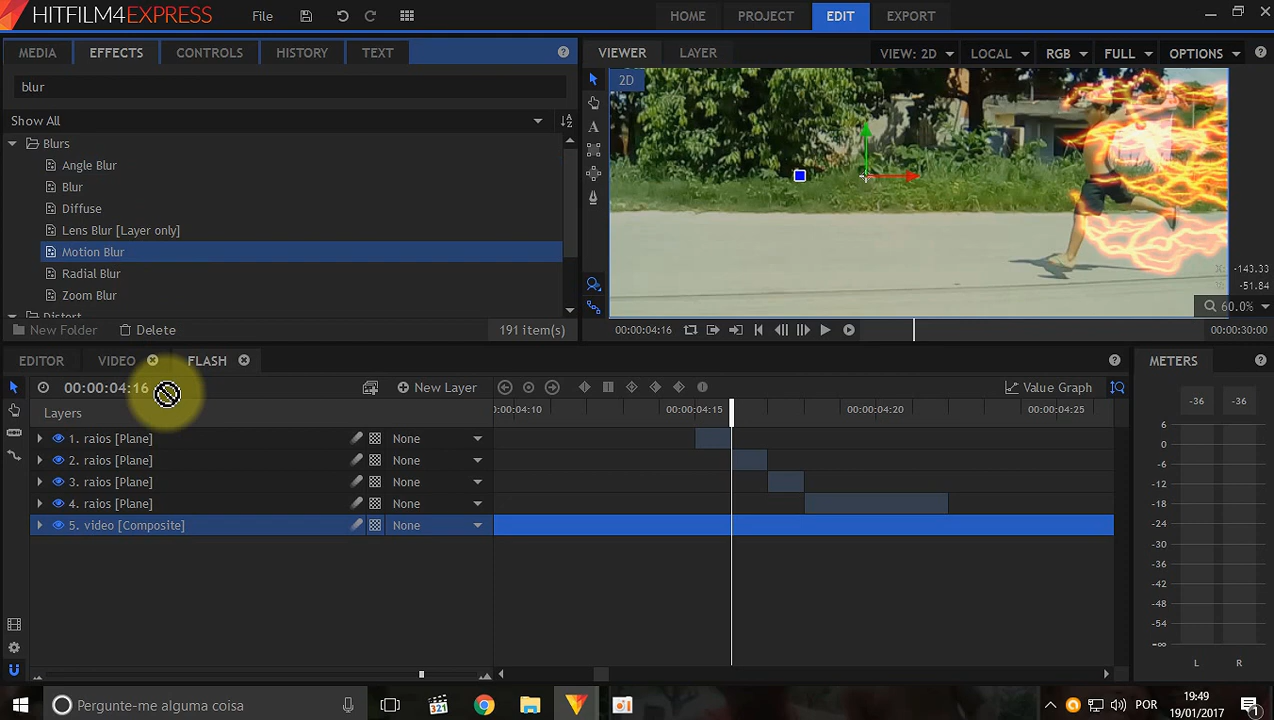 HITFILM4EXPRESS
File
HOME
PROJECT
EDIT
EXPORT
MEDIA
EFFECTS
CONTROLS
HISTORY
TEXT
VIEWER
LAYER
VIEW: 2D
LOCAL
RGB
FULL
OPTIONS
blur
Show All
Blurs
Angle Blur
Blur
Diffuse
Lens Blur [Layer only]
Motion Blur
Radial Blur
Zoom Blur
New Folder
Delete
191 item(s)
2D
X: -143.33
Y: -51.84
60.0%
00:00:04:16
00:00:30:00
EDITOR
VIDEO
FLASH
METERS
00:00:04:16
New Layer
Value Graph
Layers
:00:04:10
00:00:04:15
00:00:04:20
00:00:04:25
1. raios [Plane]
None
2. raios [Plane]
None
3. raios [Plane]
None
4. raios [Plane]
None
5. video [Composite]
None
-36
-36
6
0
-6
-12
-18
-24
-30
-36
-42
-48
-54
-∞
L
R
Pergunte-me alguma coisa
321
POR
19:49
19/01/2017
1